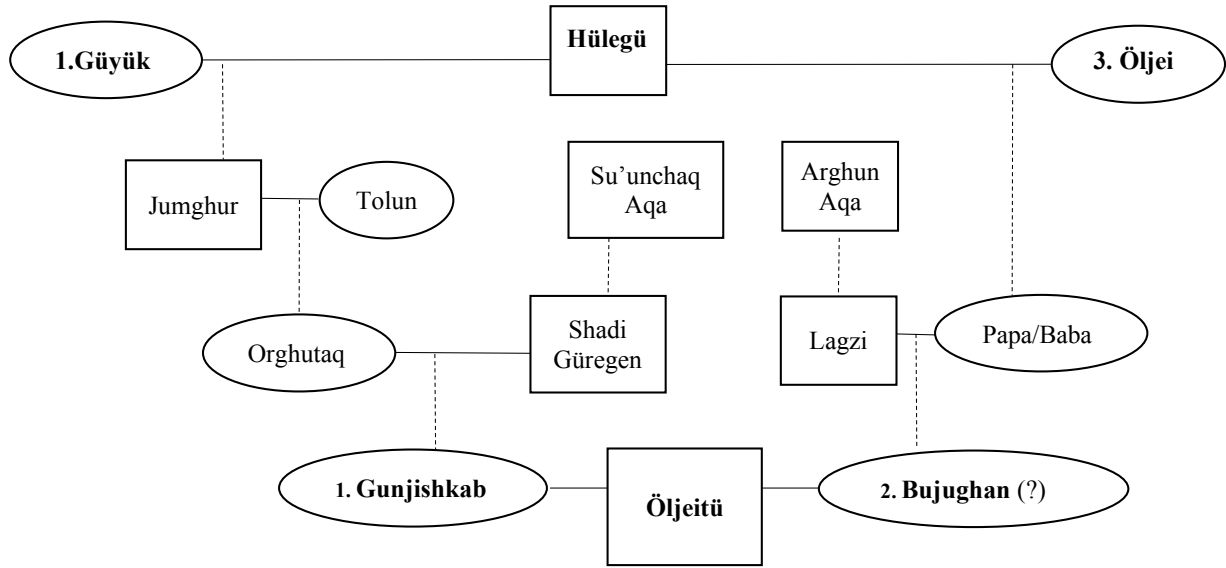 1.Güyük
Hülegü
3. Öljei
Jumghur
Tolun
Su’unchaq
Aqa
Arghun
Aqa
Orghutaq
Shadi
Güregen
Lagzi
Papa/Baba
1. Gunjishkab
Öljeitü
2. Bujughan (?)